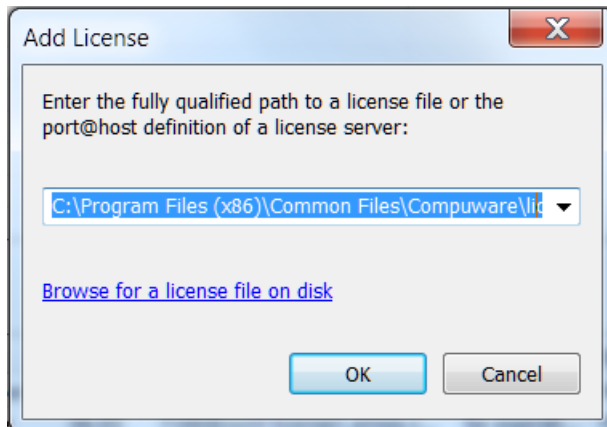 Add License
Enter the fully qualified path to a license file or the
port@host definition of a license server:
C:\Program Files (x86)\Common Files\Compuware\lic
Browse for a license file on disk
OK
Cancel